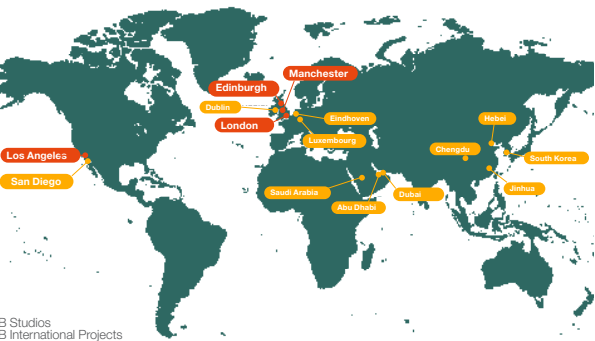 Manchester
Edinburgh
Dublin
London
Eindhoven
Luxembourg
Hebei
Chengdu
South Korea
Jinhua
Los Angeles
San Diego
Saudi Arabia
Abu Dhabi
Dubai
B Studios
B International Projects